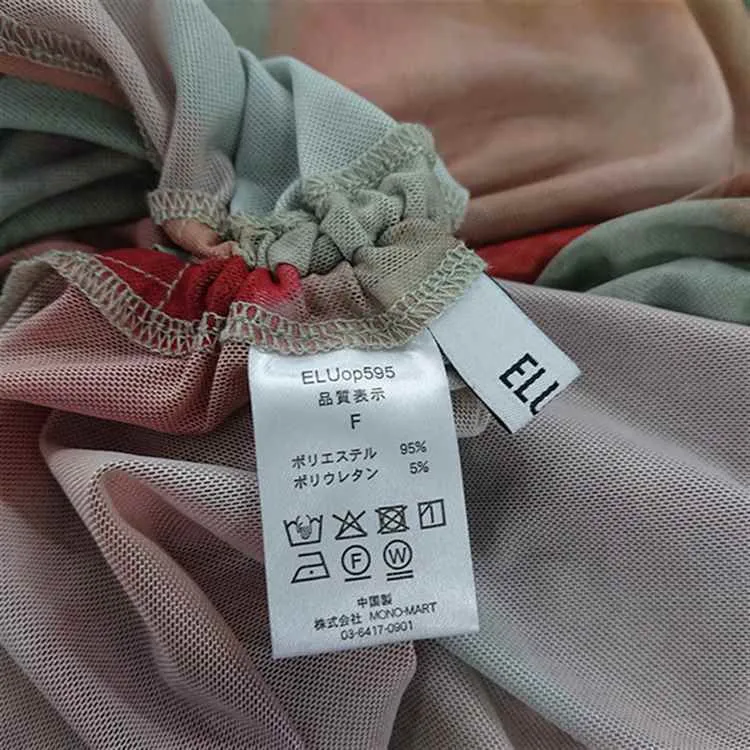 ELUop595
品質表示
F
ポリエステル 95%
ポリウレタン 5%
F W
中国製
株式会社 MONO-MART
03-6417-0901
ELU